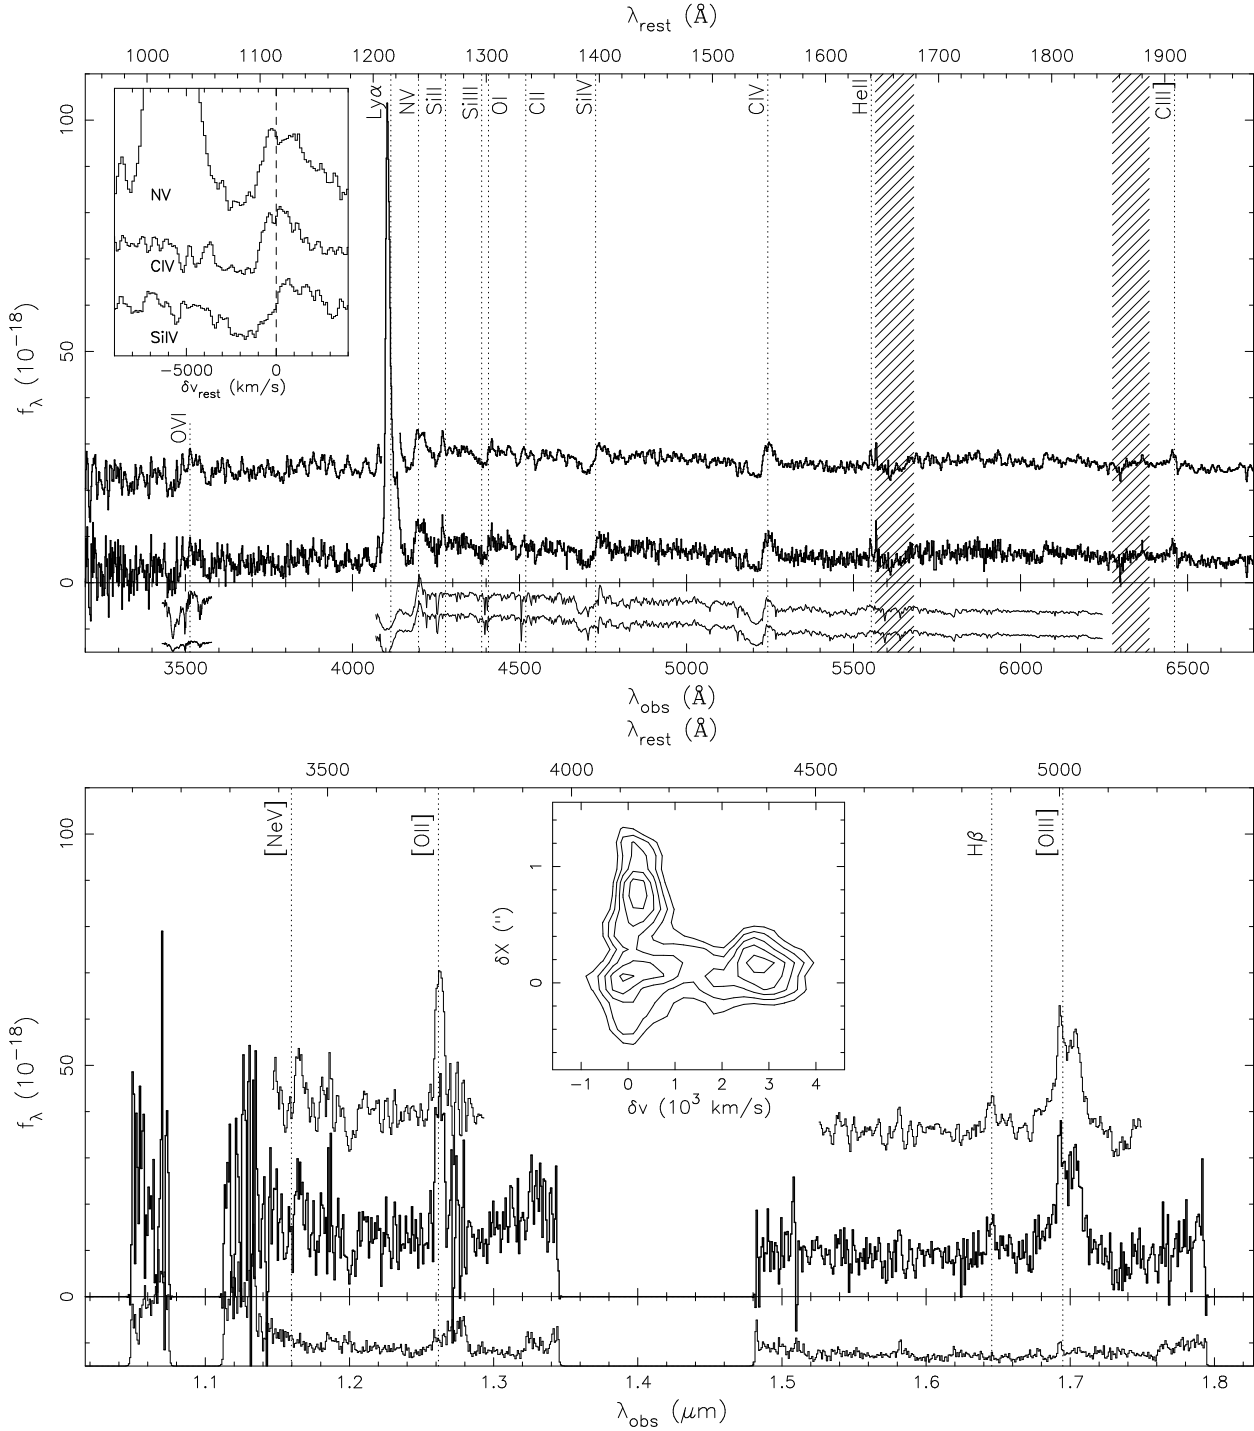 λrest (Å)
1000 1100 1200 1300 1400 1500 1600 1700 1800 1900
Lyα NV SiII SiIII OI CII SiIV CIV HeII CIII]
100
50
0
fλ (10−18)
NV
CIV
SiIV
−5000 0
δvrest (km/s)
OVI
3500 4000 4500 5000 5500 6000 6500
λobs (Å)
λrest (Å)
3500 4000 4500 5000
[NeV] [OII] Hβ [OIII]
100
50
0
fλ (10−18)
1
0
δX (")
−1 0 1 2 3 4
δv (103 km/s)
1.1 1.2 1.3 1.4 1.5 1.6 1.7 1.8
λobs (μm)